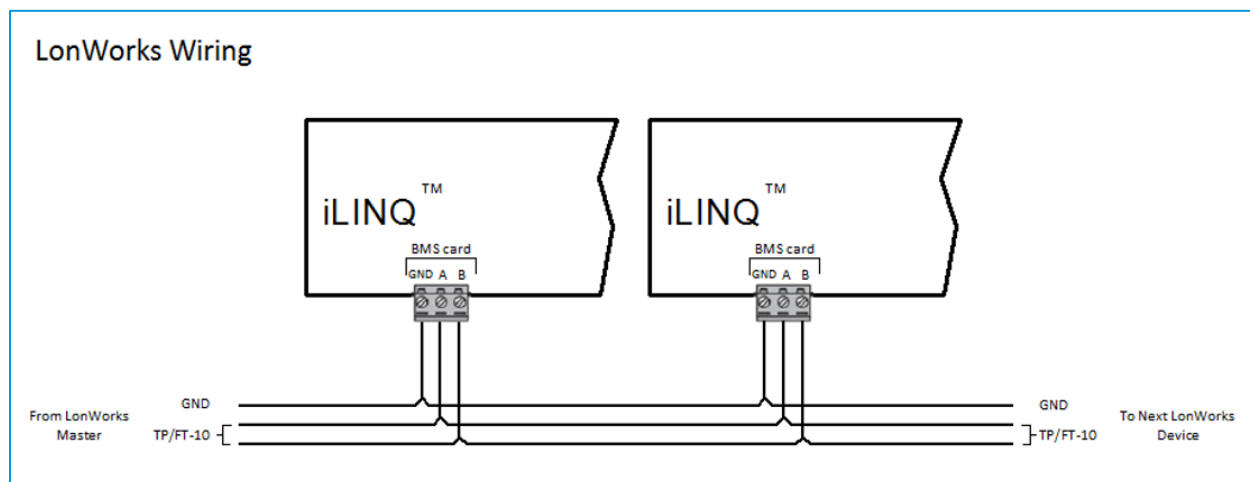 LonWorks Wiring
iLINQ™
BMS card
GND A B
iLINQ™
BMS card
GND A B
From LonWorks
Master
GND
TP/FT-10
GND
TP/FT-10
To Next LonWorks
Device